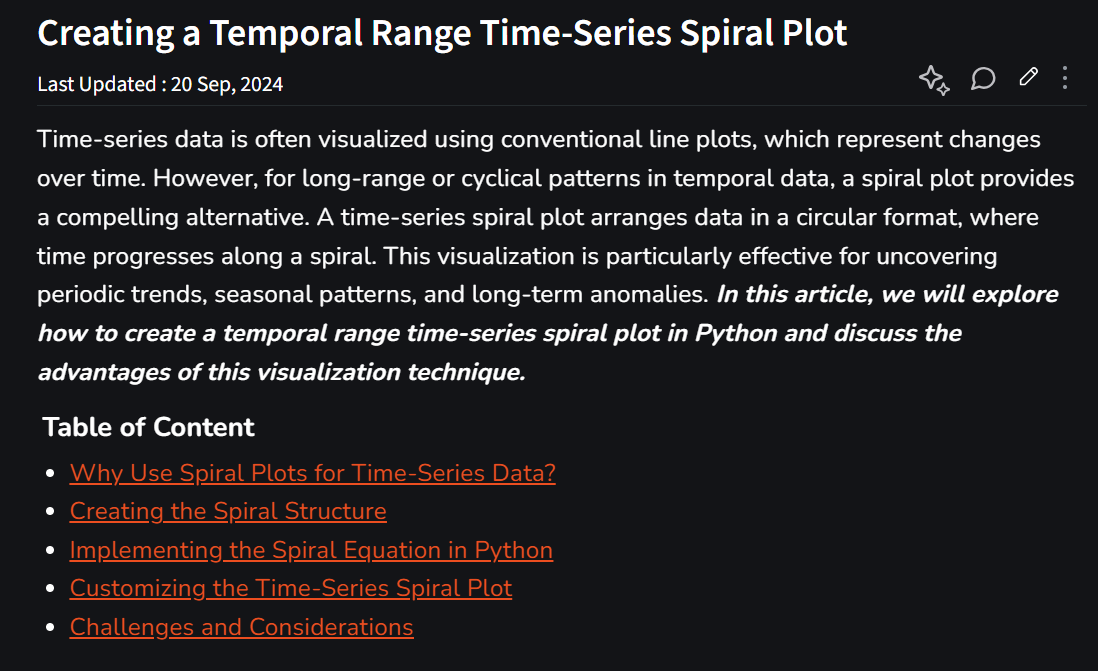 Creating a Temporal Range Time-Series Spiral Plot
Last Updated : 20 Sep, 2024
Time-series data is often visualized using conventional line plots, which represent changes
over time. However, for long-range or cyclical patterns in temporal data, a spiral plot provides
a compelling alternative. A time-series spiral plot arranges data in a circular format, where
time progresses along a spiral. This visualization is particularly effective for uncovering
periodic trends, seasonal patterns, and long-term anomalies. In this article, we will explore
how to create a temporal range time-series spiral plot in Python and discuss the
advantages of this visualization technique.
Table of Content
Why Use Spiral Plots for Time-Series Data?
Creating the Spiral Structure
Implementing the Spiral Equation in Python
Customizing the Time-Series Spiral Plot
Challenges and Considerations